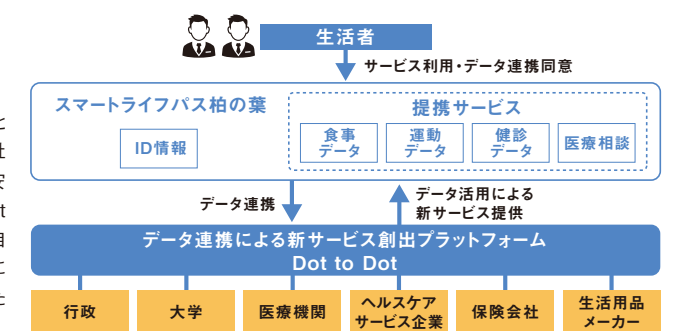 生活者
サービス利用・データ連携同意
スマートライフパス柏の葉
ID情報
提携サービス
食事
データ
運動
データ
健診
データ
医療相談
データ連携
データ活用による
新サービス提供
データ連携による新サービス創出プラットフォーム
Dot to Dot
行政
大学
医療機関
ヘルスケア
サービス企業
保険会社
生活用品
メーカー
と
t